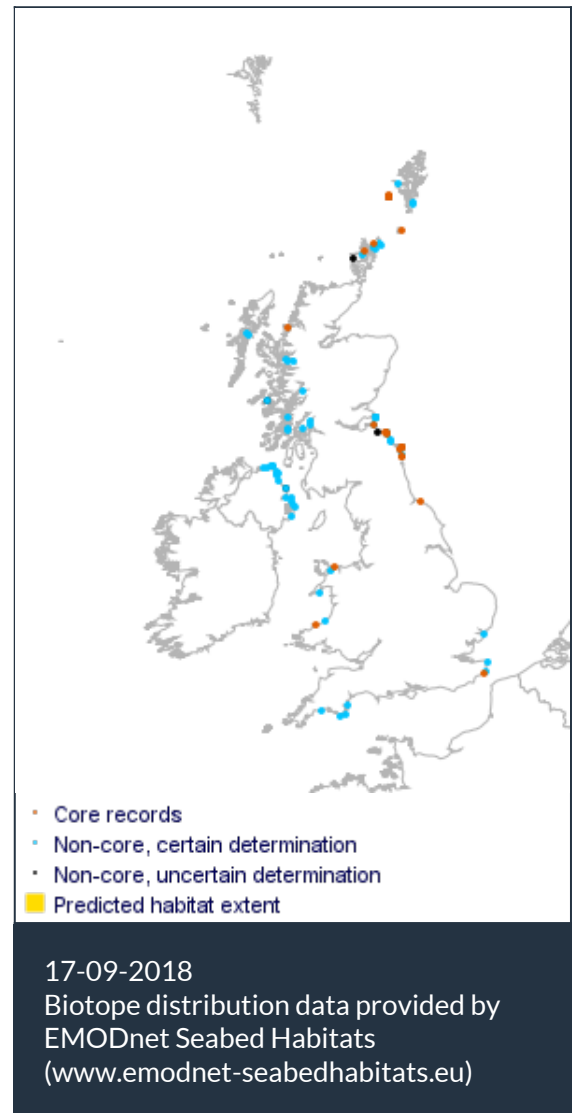 Core records
Non-core, certain determination
Non-core, uncertain determination
Predicted habitat extent
17-09-2018
Biotope distribution data provided by
EMODnet Seabed Habitats
(www.emodnet-seabedhabitats.eu)